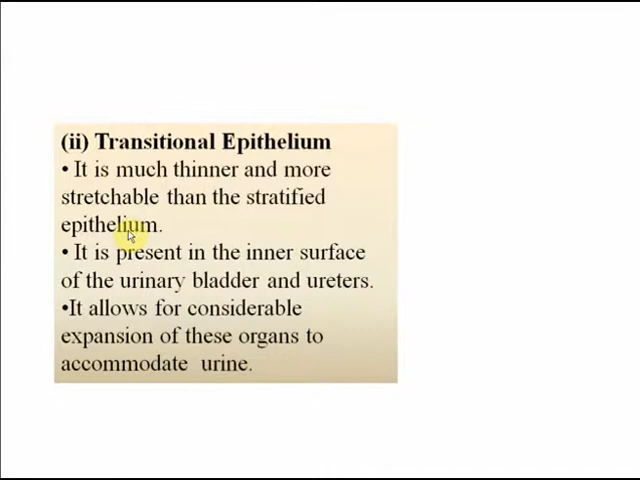 (ii) Transitional Epithelium
• It is much thinner and more
stretchable than the stratified
epithelium.
• It is present in the inner surface
of the urinary bladder and ureters.
•It allows for considerable
expansion of these organs to
accommodate urine.